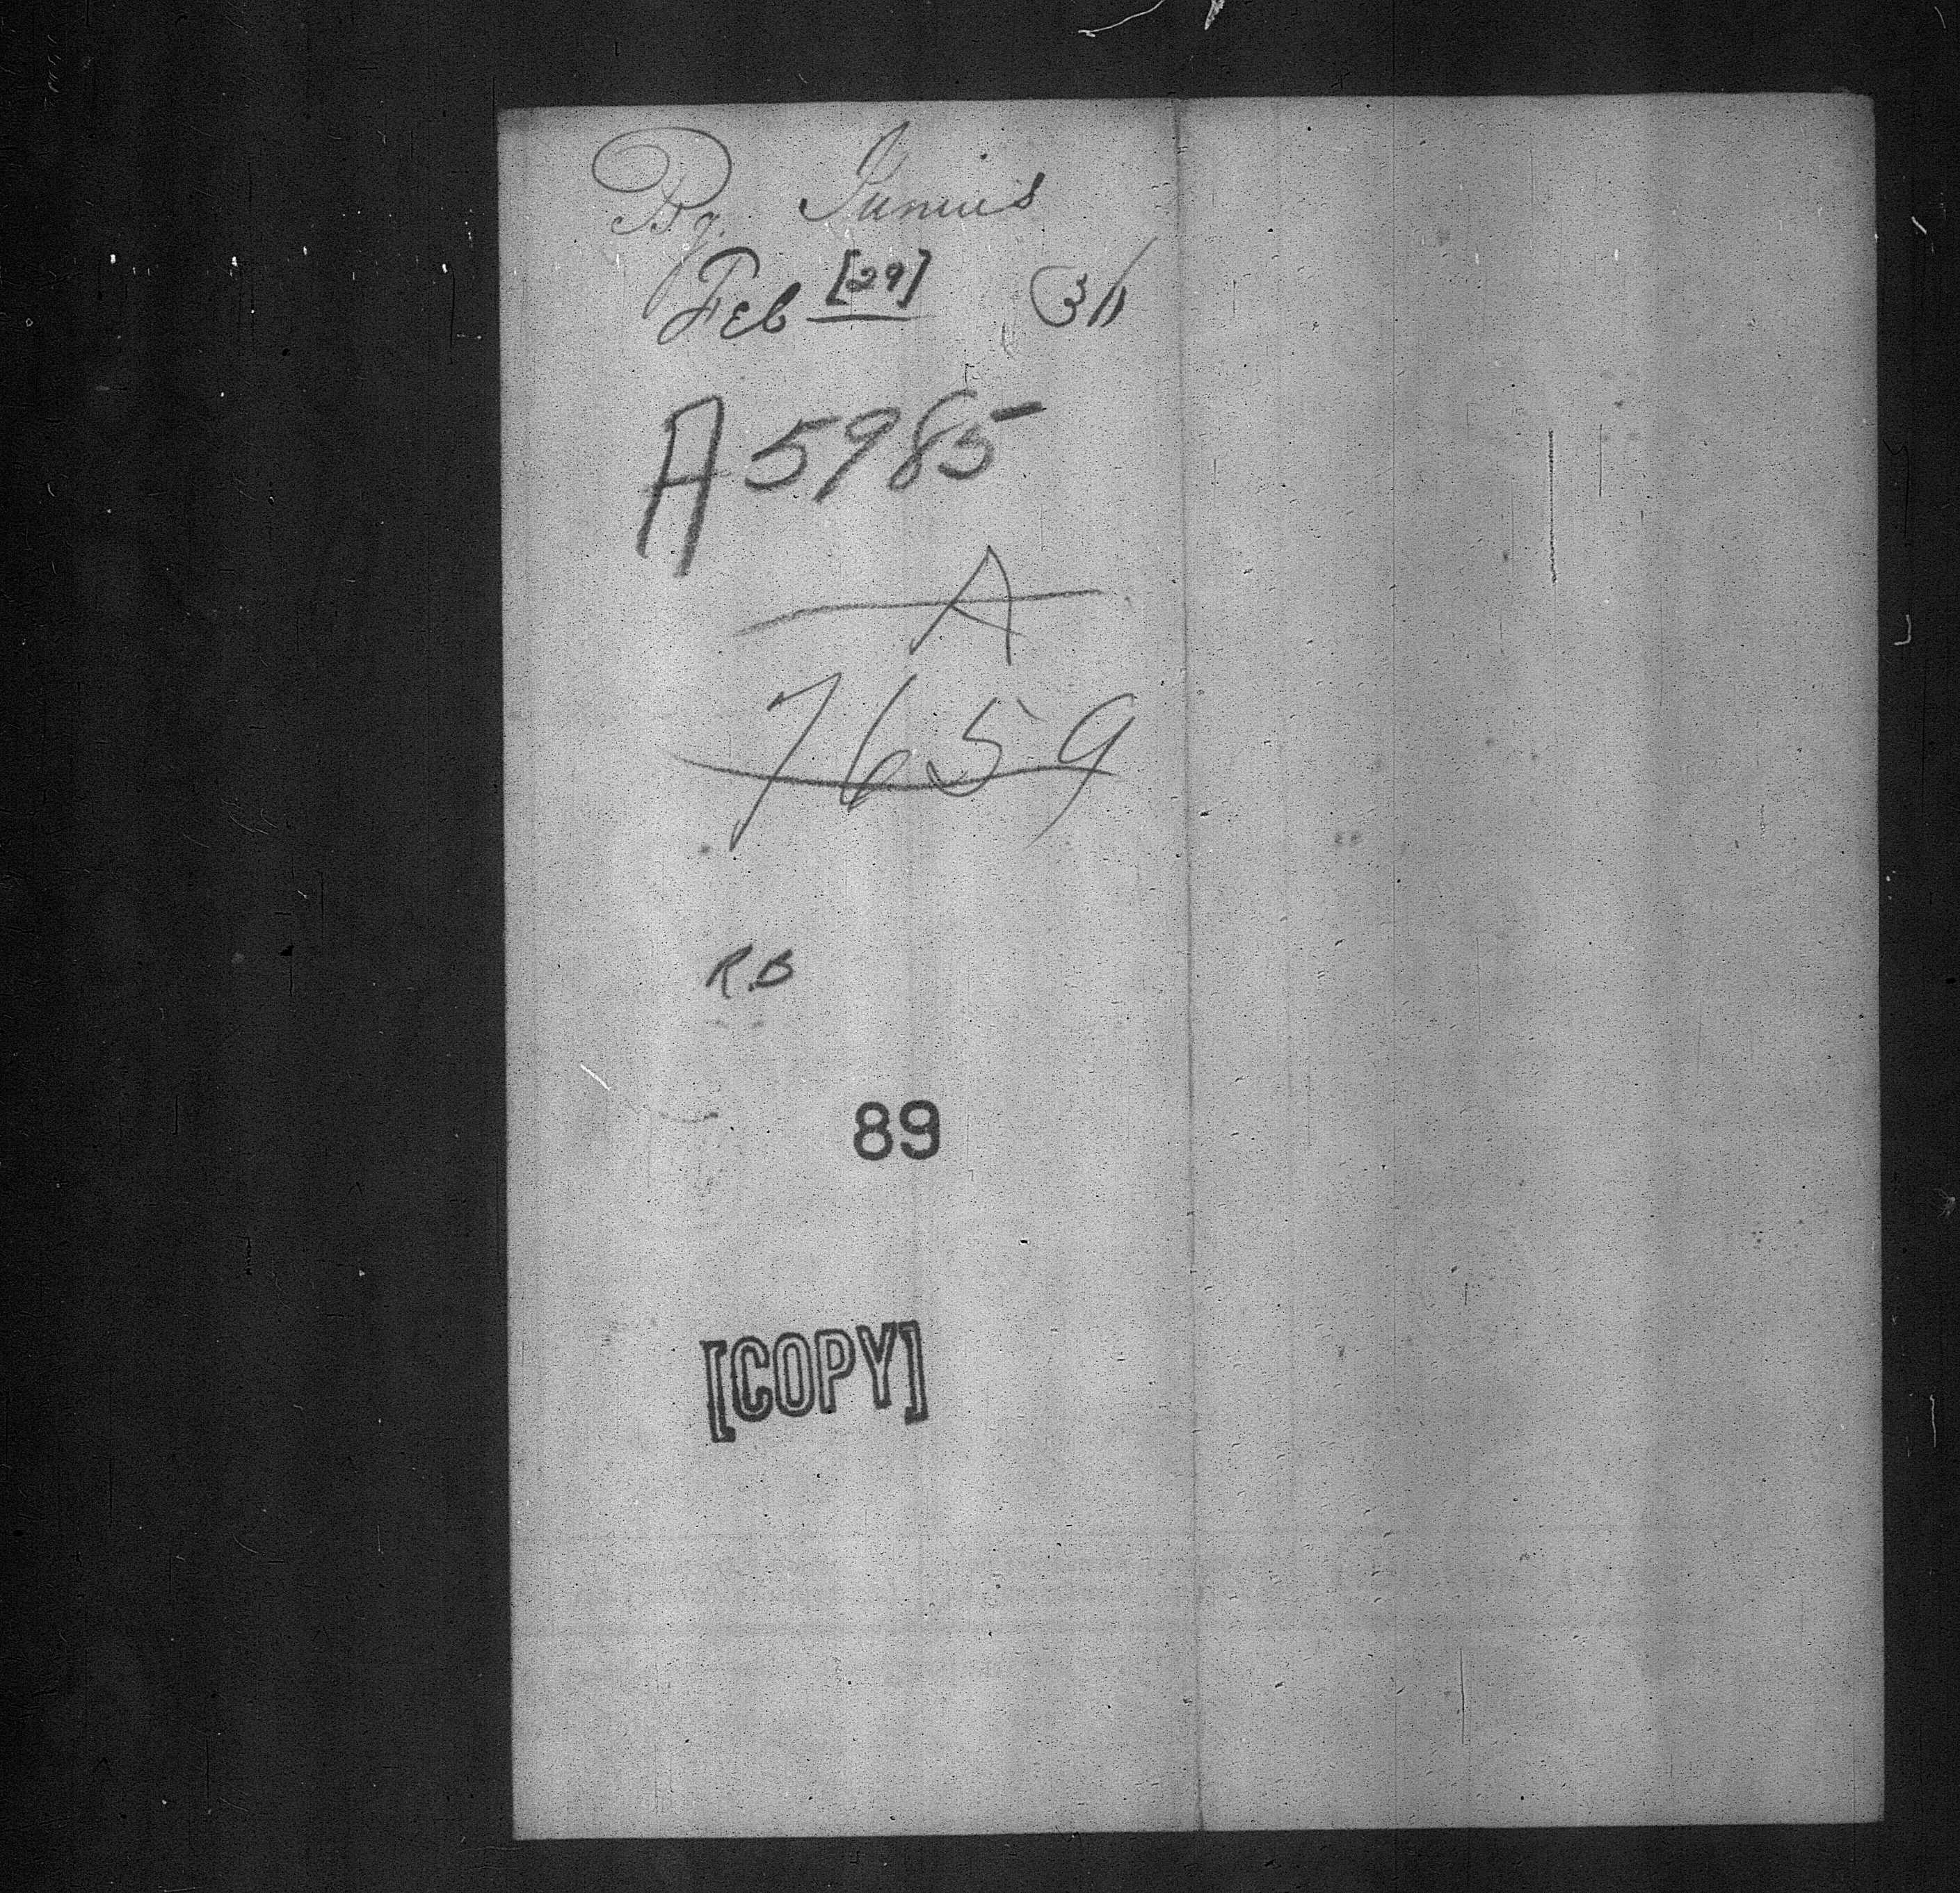 Bg. Junius
Feb [29] 31
A 5985
A
7659
R.B
89
[COPY]